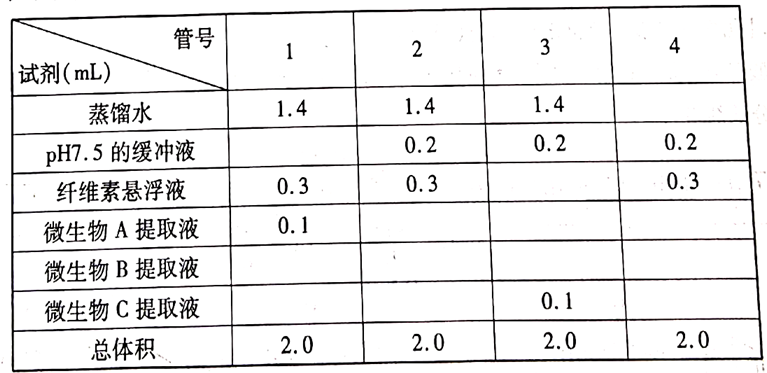 管号 1 2 3 4
试剂(mL)
蒸馏水 1.4 1.4 1.4
pH7.5的缓冲液 0.2 0.2 0.2
纤维素悬浮液 0.3 0.3 0.3
微生物A提取液 0.1
微生物B提取液
微生物C提取液 0.1
总体积 2.0 2.0 2.0 2.0